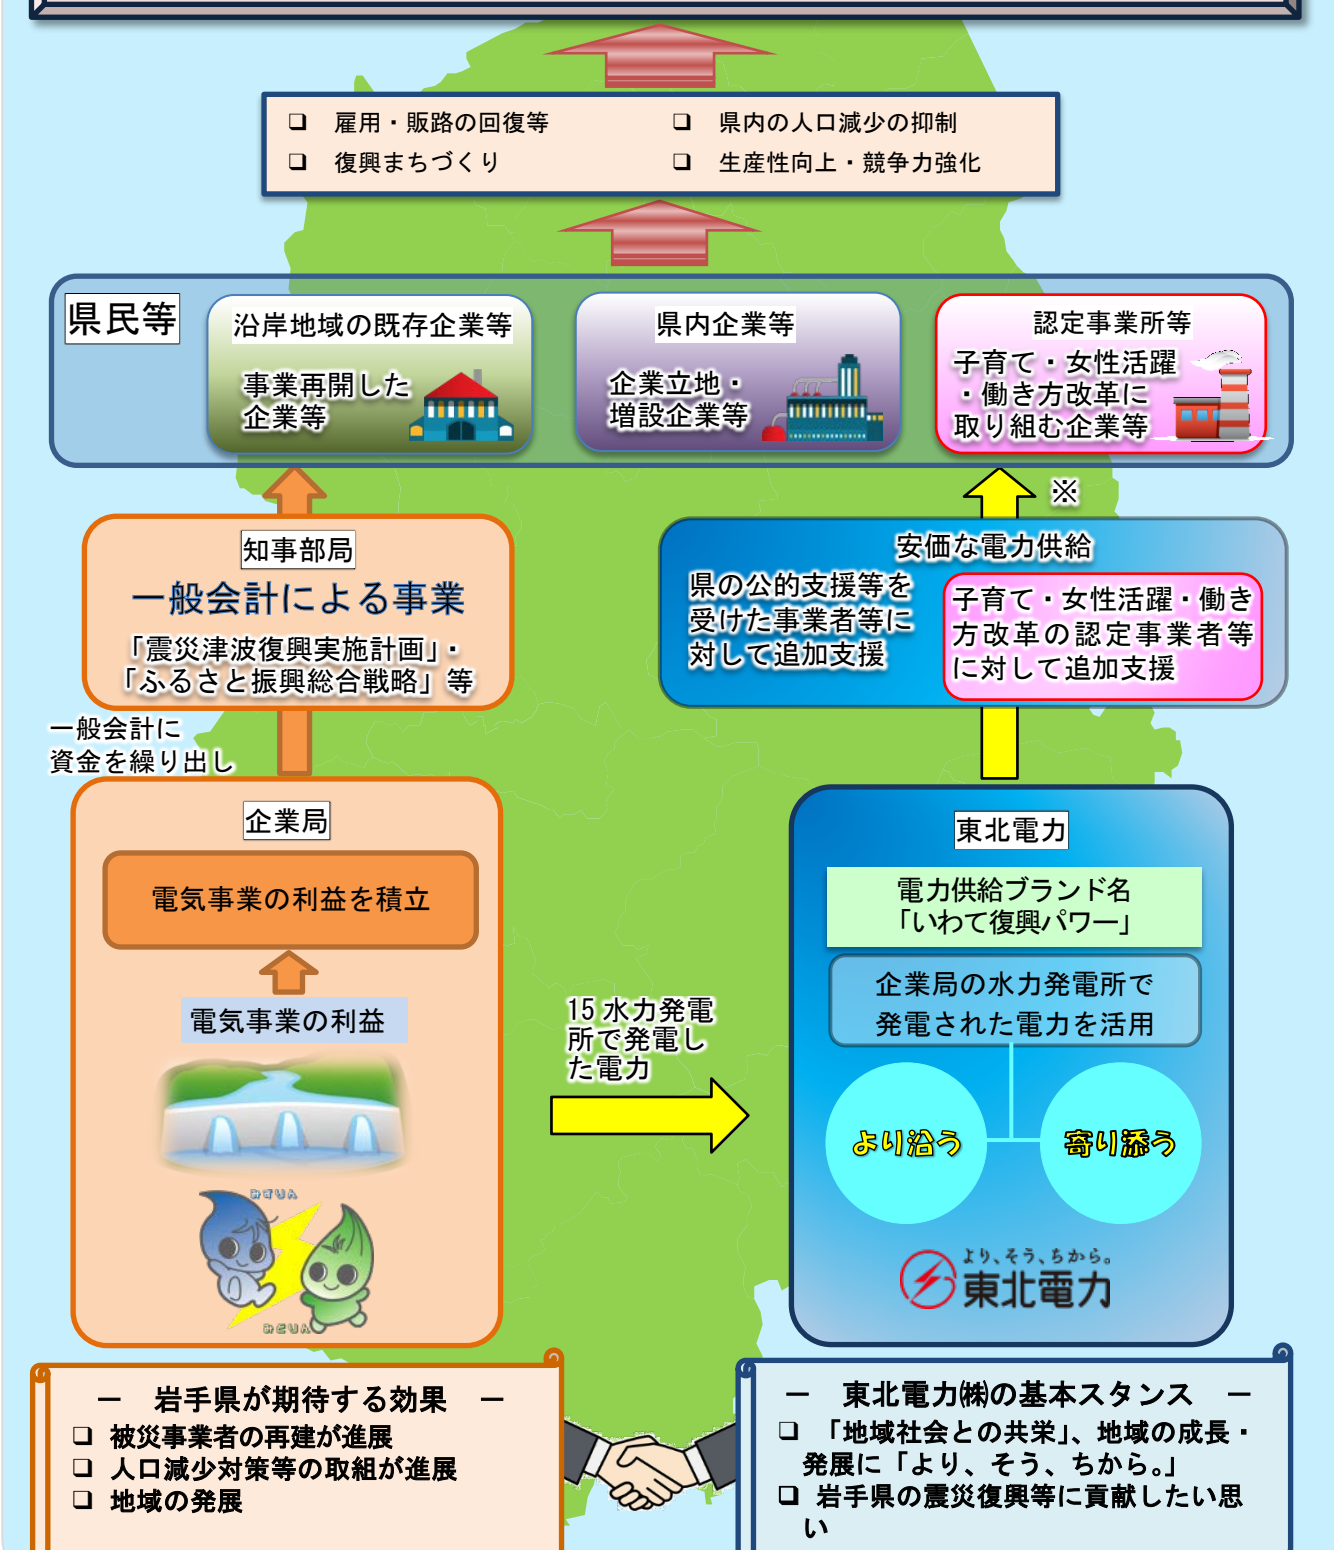 ❑ 雇用・販路の回復等
❑ 県内の人口減少の抑制
❑ 復興まちづくり
❑ 生産性向上・競争力強化
県民等
沿岸地域の既存企業等
事業再開した
企業等
県内企業等
企業立地・
増設企業等
認定事業所等
子育て・女性活躍
・働き方改革に
取り組む企業等
※
知事部局
一般会計による事業
「震災津波復興実施計画」・
「ふるさと振興総合戦略」等
安価な電力供給
県の公的支援等を
受けた事業者等に
対して追加支援
子育て・女性活躍・働き
方改革の認定事業者等
に対して追加支援
一般会計に
資金を繰り出し
企業局
電気事業の利益を積立
電気事業の利益
みずりん
みどりん
15 水力発電
所で発電し
た電力
東北電力
電力供給ブランド名
「いわて復興パワー」
企業局の水力発電所で
発電された電力を活用
より沿う
寄り添う
より、そう、ちから。
東北電力
― 岩手県が期待する効果 ―
❑ 被災事業者の再建が進展
❑ 人口減少対策等の取組が進展
❑ 地域の発展
― 東北電力㈱の基本スタンス ―
❑ 「地域社会との共栄」、地域の成長・
発展に「より、そう、ちから。」
❑ 岩手県の震災復興等に貢献したい思
い